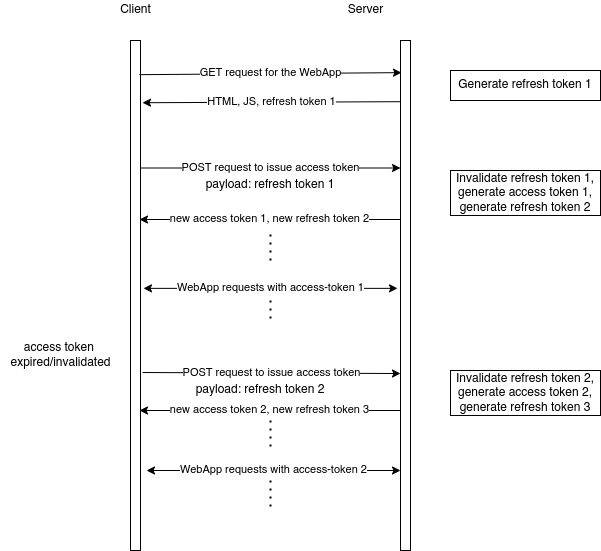 Client
Server
GET request for the WebApp
Generate refresh token 1
HTML, JS, refresh token 1
POST request to issue access token
payload: refresh token 1
Invalidate refresh token 1,
generate access token 1,
generate refresh token 2
new access token 1, new refresh token 2
WebApp requests with access-token 1
access token
expired/invalidated
POST request to issue access token
payload: refresh token 2
Invalidate refresh token 2,
generate access token 2,
generate refresh token 3
new access token 2, new refresh token 3
WebApp requests with access-token 2